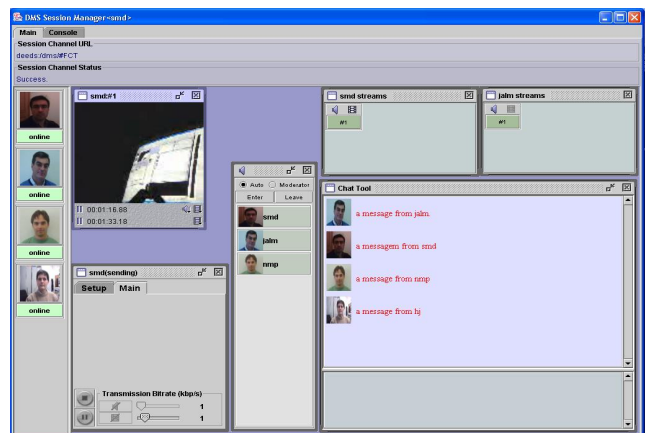 DMS Session Manager<smd>
Main Console
Session Channel URL
deeds:/dms/#FCT
Session Channel Status
Success.
online
online
online
online
smd:#1
00:01:16.88
00:01:33.18
smd(sending)
Setup Main
Transmission Bitrate (kbp/s)
1
1
Auto Moderator
Enter Leave
smd
jalm
nmp
smd streams
#1
jalm streams
#1
Chat Tool
a message from jalm.
a messagem from smd
a message from nmp
a message from hj